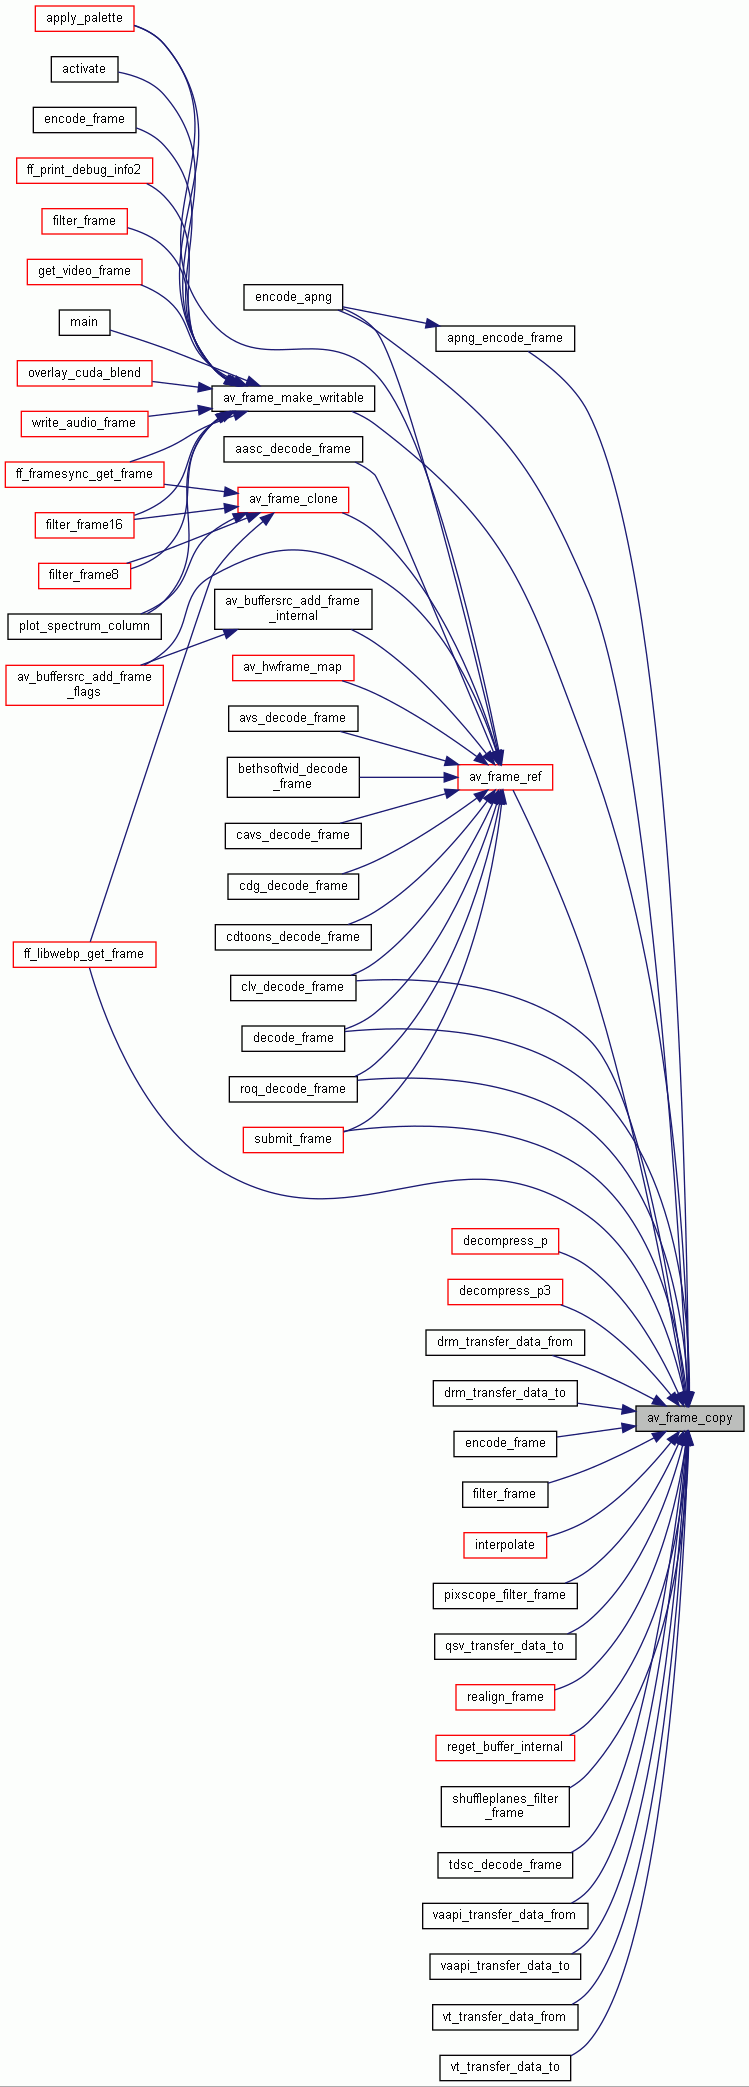 apply_palette
activate
encode_frame
ff_print_debug_info2
filter_frame
get_video_frame
encode_apng
main
apng_encode_frame
overlay_cuda_blend
av_frame_make_writable
write_audio_frame
aasc_decode_frame
ff_framesync_get_frame
av_frame_clone
filter_frame16
filter_frame8
av_buffersrc_add_frame
_internal
plot_spectrum_column
av_hwframe_map
av_buffersrc_add_frame
_flags
avs_decode_frame
bethsoftvid_decode
_frame
av_frame_ref
cavs_decode_frame
cdg_decode_frame
cdtoons_decode_frame
ff_libwebp_get_frame
clv_decode_frame
decode_frame
roq_decode_frame
submit_frame
decompress_p
decompress_p3
drm_transfer_data_from
drm_transfer_data_to
av_frame_copy
encode_frame
filter_frame
interpolate
pixscope_filter_frame
qsv_transfer_data_to
realign_frame
reget_buffer_internal
shuffleplanes_filter
_frame
tdsc_decode_frame
vaapi_transfer_data_from
vaapi_transfer_data_to
vt_transfer_data_from
vt_transfer_data_to